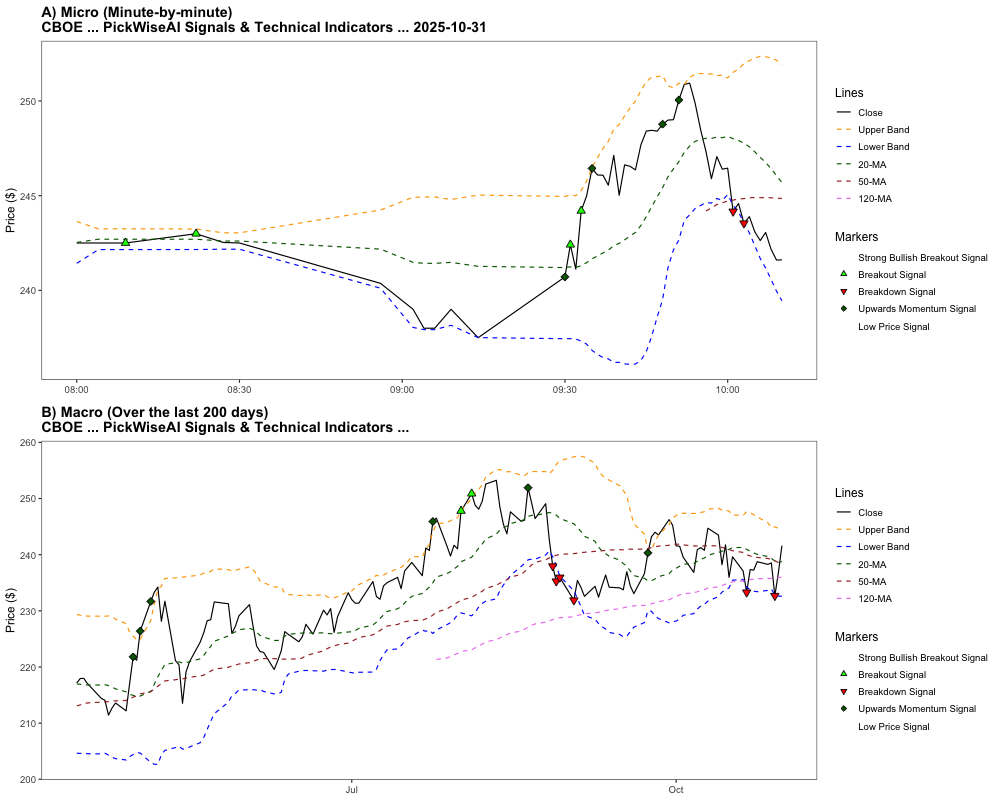 A) Micro (Minute-by-minute)
CBOE ... PickWiseAI Signals & Technical Indicators ... 2025-10-31
Price ($)
250
245
240
08:00
08:30
09:00
09:30
10:00
Lines
Close
Upper Band
Lower Band
20-MA
50-MA
120-MA
Markers
Strong Bullish Breakout Signal
Breakout Signal
Breakdown Signal
Upwards Momentum Signal
Low Price Signal
B) Macro (Over the last 200 days)
CBOE ... PickWiseAI Signals & Technical Indicators ...
Price ($)
260
250
240
230
220
210
200
Jul
Oct
Lines
Close
Upper Band
Lower Band
20-MA
50-MA
120-MA
Markers
Strong Bullish Breakout Signal
Breakout Signal
Breakdown Signal
Upwards Momentum Signal
Low Price Signal